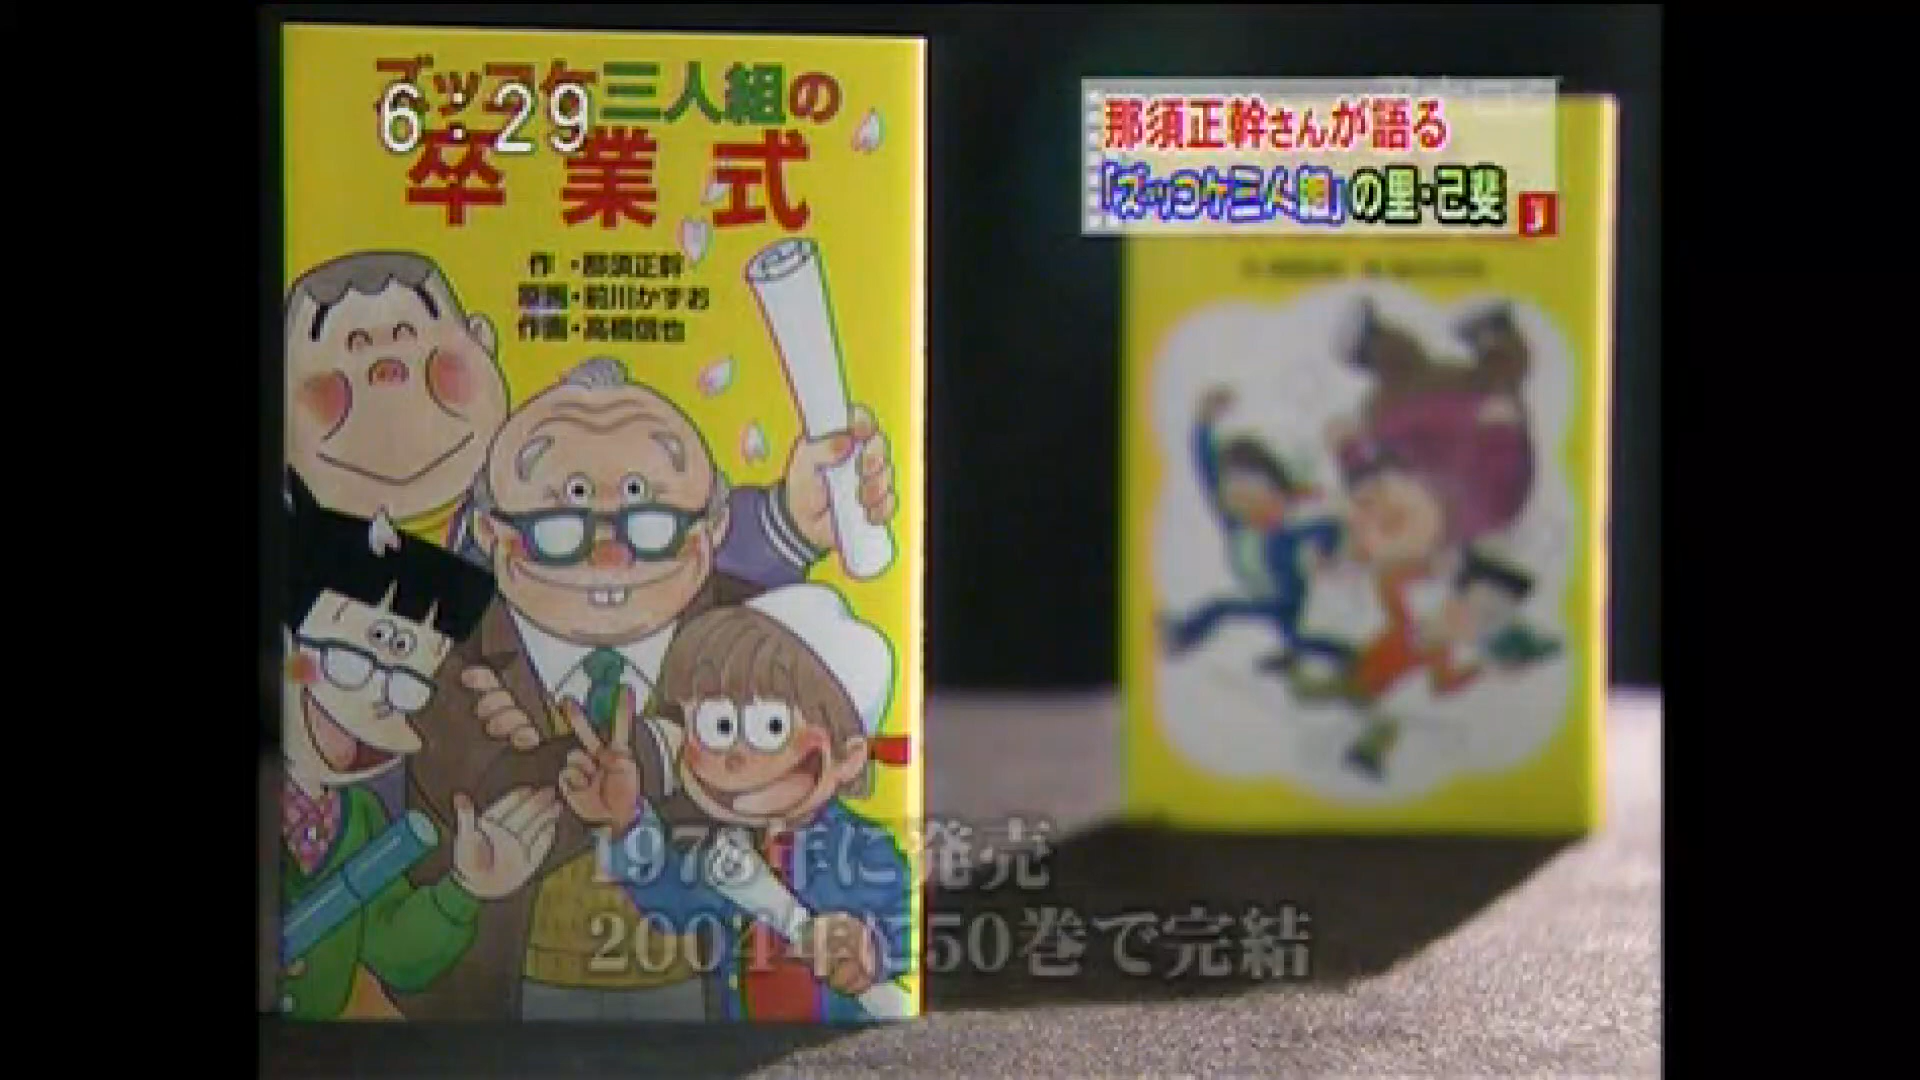 ズッコケ三人組の
6:29
卒業式
作・那須正幹
原画・前川かずお
作画・高橋信也
那須正幹さんが語る
「ズッコケ三人組」の里・己斐
1978年に発売
2004年に50巻で完結